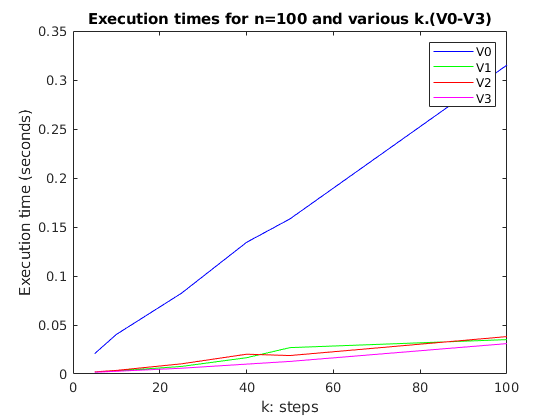 Execution times for n=100 and various k.(V0-V3)
0.35
0.3
0.25
0.2
0.15
0.1
0.05
0
Execution time (seconds)
V0
V1
V2
V3
0 20 40 60 80 100
k: steps